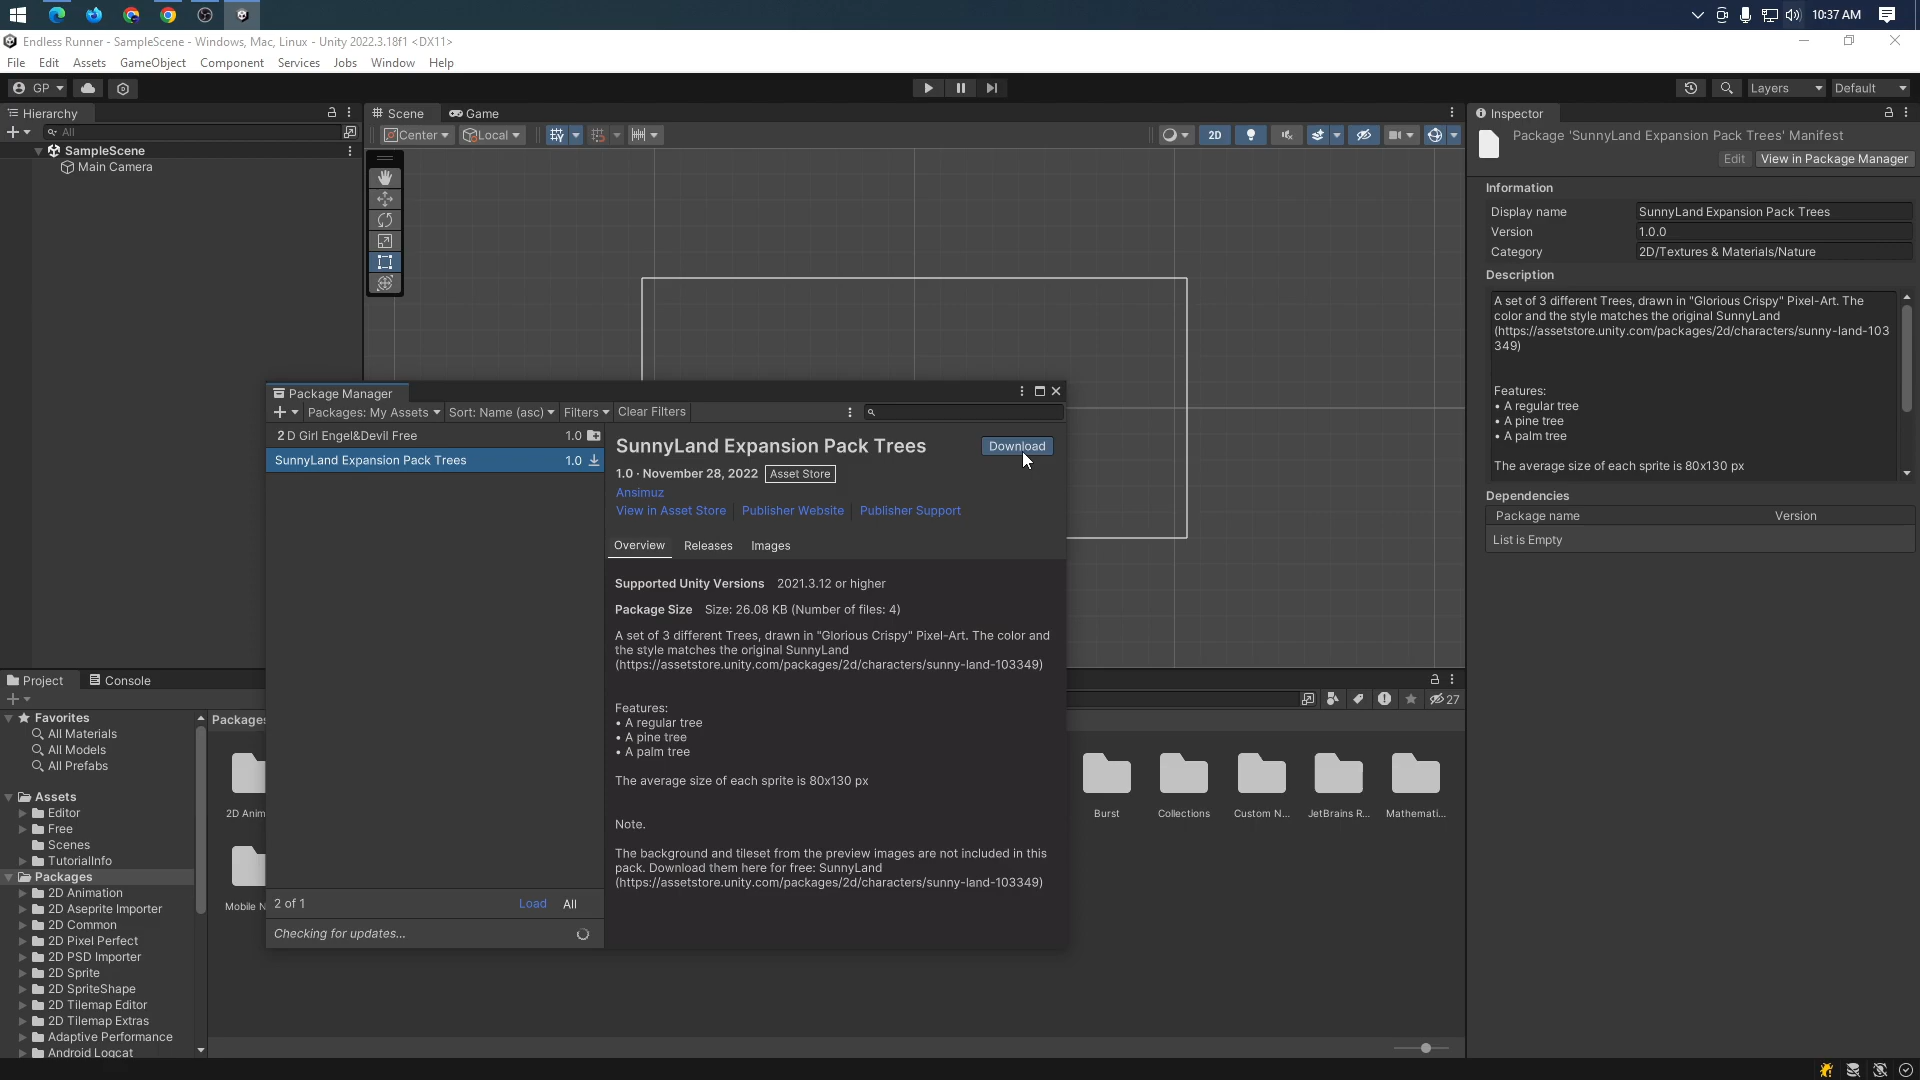 10:37 AM
Endless Runner - SampleScene - Windows, Mac, Linux - Unity 2022.3.18f1 <DX11>
File Edit Assets GameObject Component Services Jobs Window Help
GP
Layers
Default
Hierarchy
All
SampleScene
Main Camera
Scene
Game
Center
Local
2D
Inspector
Package 'SunnyLand Expansion Pack Trees' Manifest
Edit
View in Package Manager
Information
Display name SunnyLand Expansion Pack Trees
Version 1.0.0
Category 2D/Textures & Materials/Nature
Description
A set of 3 different Trees, drawn in "Glorious Crispy" Pixel-Art. The
color and the style matches the original SunnyLand
(https://assetstore.unity.com/packages/2d/characters/sunny-land-103
349)
Features:
• A regular tree
• A pine tree
• A palm tree
The average size of each sprite is 80x130 px
Dependencies
Package name Version
List is Empty
Package Manager
Packages: My Assets Sort: Name (asc) Filters Clear Filters
2 D Girl Engel&Devil Free 1.0
SunnyLand Expansion Pack Trees 1.0
2 of 1 Load All
Checking for updates...
SunnyLand Expansion Pack Trees
Download
1.0 · November 28, 2022 Asset Store
Ansimuz
View in Asset Store Publisher Website Publisher Support
Overview Releases Images
Supported Unity Versions 2021.3.12 or higher
Package Size Size: 26.08 KB (Number of files: 4)
A set of 3 different Trees, drawn in "Glorious Crispy" Pixel-Art. The color and
the style matches the original SunnyLand
(https://assetstore.unity.com/packages/2d/characters/sunny-land-103349)
Features:
• A regular tree
• A pine tree
• A palm tree
The average size of each sprite is 80x130 px
Note.
The background and tileset from the preview images are not included in this
pack. Download them here for free: SunnyLand
(https://assetstore.unity.com/packages/2d/characters/sunny-land-103349)
Project
Console
27
Favorites
All Materials
All Models
All Prefabs
Assets
Editor
Free
Scenes
TutorialInfo
Packages
2D Animation
2D Aseprite Importer
2D Common
2D Pixel Perfect
2D PSD Importer
2D Sprite
2D SpriteShape
2D Tilemap Editor
2D Tilemap Extras
Adaptive Performance
Android Logcat
Packages
2D Anim
Mobile N
Burst
Collections
Custom N...
JetBrains R...
Mathemati...